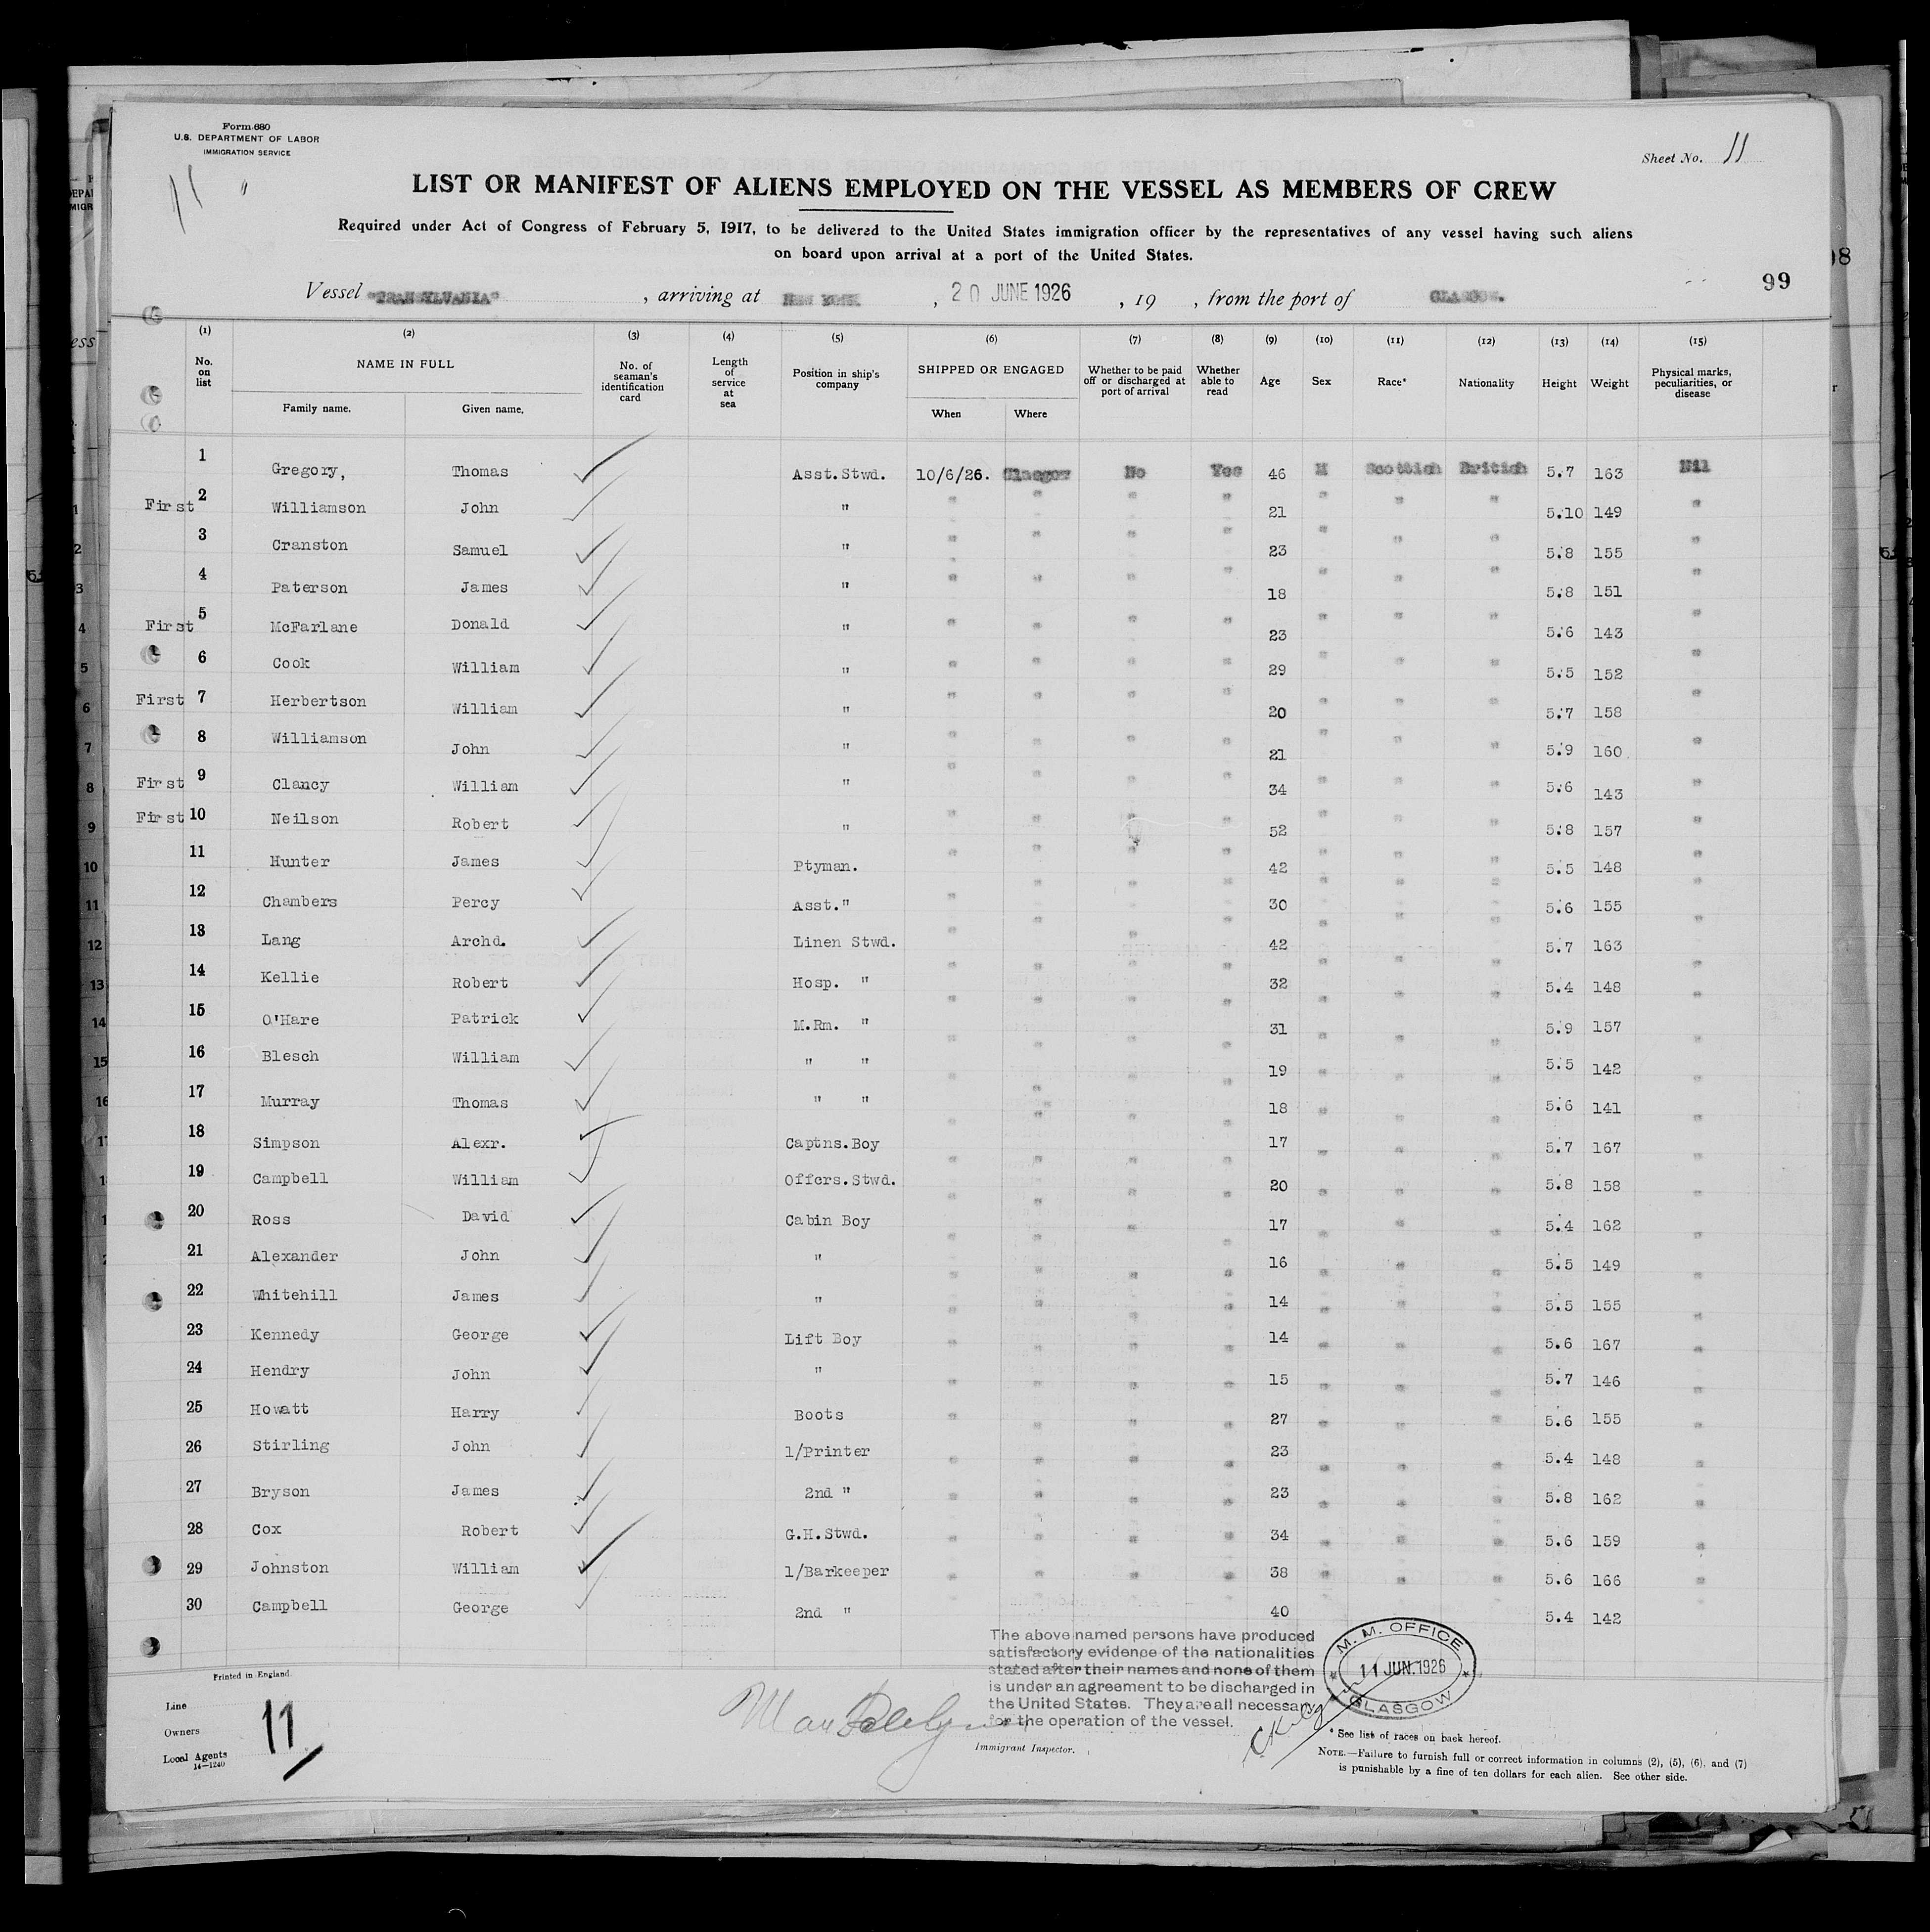 Form 680
U.S. DEPARTMENT OF LABOR
IMMIGRATION SERVICE
Sheet No. 11
11 "
LIST OR MANIFEST OF ALIENS EMPLOYED ON THE VESSEL AS MEMBERS OF CREW
Required under Act of Congress of February 5, 1917, to be delivered to the United States immigration officer by the representatives of any vessel having such aliens
on board upon arrival at a port of the United States.
99
Vessel "TRANSYLVANIA" , arriving at NEW YORK , 20 JUNE 1926 , 19 , from the port of GLASGOW.
(1) (2) (3) (4) (5) (6) (7) (8) (9) (10) (11) (12) (13) (14) (15)
No. on list NAME IN FULL Family name. Given name. No. of seaman's identification card Length of service at sea Position in ship's company SHIPPED OR ENGAGED When Where Whether to be paid off or discharged at port of arrival Whether able to read Age Sex Race* Nationality Height Weight Physical marks, peculiarities, or disease
1 Gregory, Thomas Asst.Stwd. 10/6/26. Glasgow No Yes 46 M Scottish British 5.7 163 Nil
First 2 Williamson John " " " " " 21 " " " 5.10 149 "
3 Cranston Samuel " " " " " 23 " " " 5.8 155 "
4 Paterson James " " " " " 18 " " " 5.8 151 "
First 5 McFarlane Donald " " " " " 23 " " " 5.6 143 "
6 Cook William " " " " " 29 " " " 5.5 152 "
First 7 Herbertson William " " " " " 20 " " " 5.7 158 "
8 Williamson John " " " " " 21 " " " 5.9 160 "
First 9 Clancy William " " " " " 34 " " " 5.6 143 "
First 10 Neilson Robert " " " " " 52 " " " 5.8 157 "
11 Hunter James Ptyman. " " " " 42 " " " 5.5 148 "
12 Chambers Percy Asst." " " " " 30 " " " 5.6 155 "
13 Lang Archd. Linen Stwd. " " " " 42 " " " 5.7 163 "
14 Kellie Robert Hosp. " " " " " 32 " " " 5.4 148 "
15 O'Hare Patrick M.Rm. " " " " " 31 " " " 5.9 157 "
16 Blesch William " " " " " " 19 " " " 5.5 142 "
17 Murray Thomas " " " " " " 18 " " " 5.6 141 "
18 Simpson Alexr. Captns.Boy " " " " 17 " " " 5.7 167 "
19 Campbell William Offcrs.Stwd. " " " " 20 " " " 5.8 158 "
20 Ross David Cabin Boy " " " " 17 " " " 5.4 162 "
21 Alexander John " " " " " 16 " " " 5.5 149 "
22 Whitehill James " " " " " 14 " " " 5.5 155 "
23 Kennedy George Lift Boy " " " " 14 " " " 5.6 167 "
24 Hendry John " " " " " 15 " " " 5.7 146 "
25 Howatt Harry Boots " " " " 27 " " " 5.6 155 "
26 Stirling John 1/Printer " " " " 23 " " " 5.4 148 "
27 Bryson James 2nd " " " " " 23 " " " 5.8 162 "
28 Cox Robert G.H.Stwd. " " " " 34 " " " 5.6 159 "
29 Johnston William 1/Barkeeper " " " " 38 " " " 5.6 166 "
30 Campbell George 2nd " 40 5.4 142
The above named persons have produced
satisfactory evidence of the nationalities
stated after their names and none of them
is under an agreement to be discharged in
the United States. They are all necessary
for the operation of the vessel.
M. M. OFFICE
11 JUN. 1926
GLASGOW
Printed in England.
Line
Owners
Local Agents
14—1240
11
Immigrant Inspector.
* See list of races on back hereof.
NOTE.—Failure to furnish full or correct information in columns (2), (5), (6), and (7)
is punishable by a fine of ten dollars for each alien. See other side.